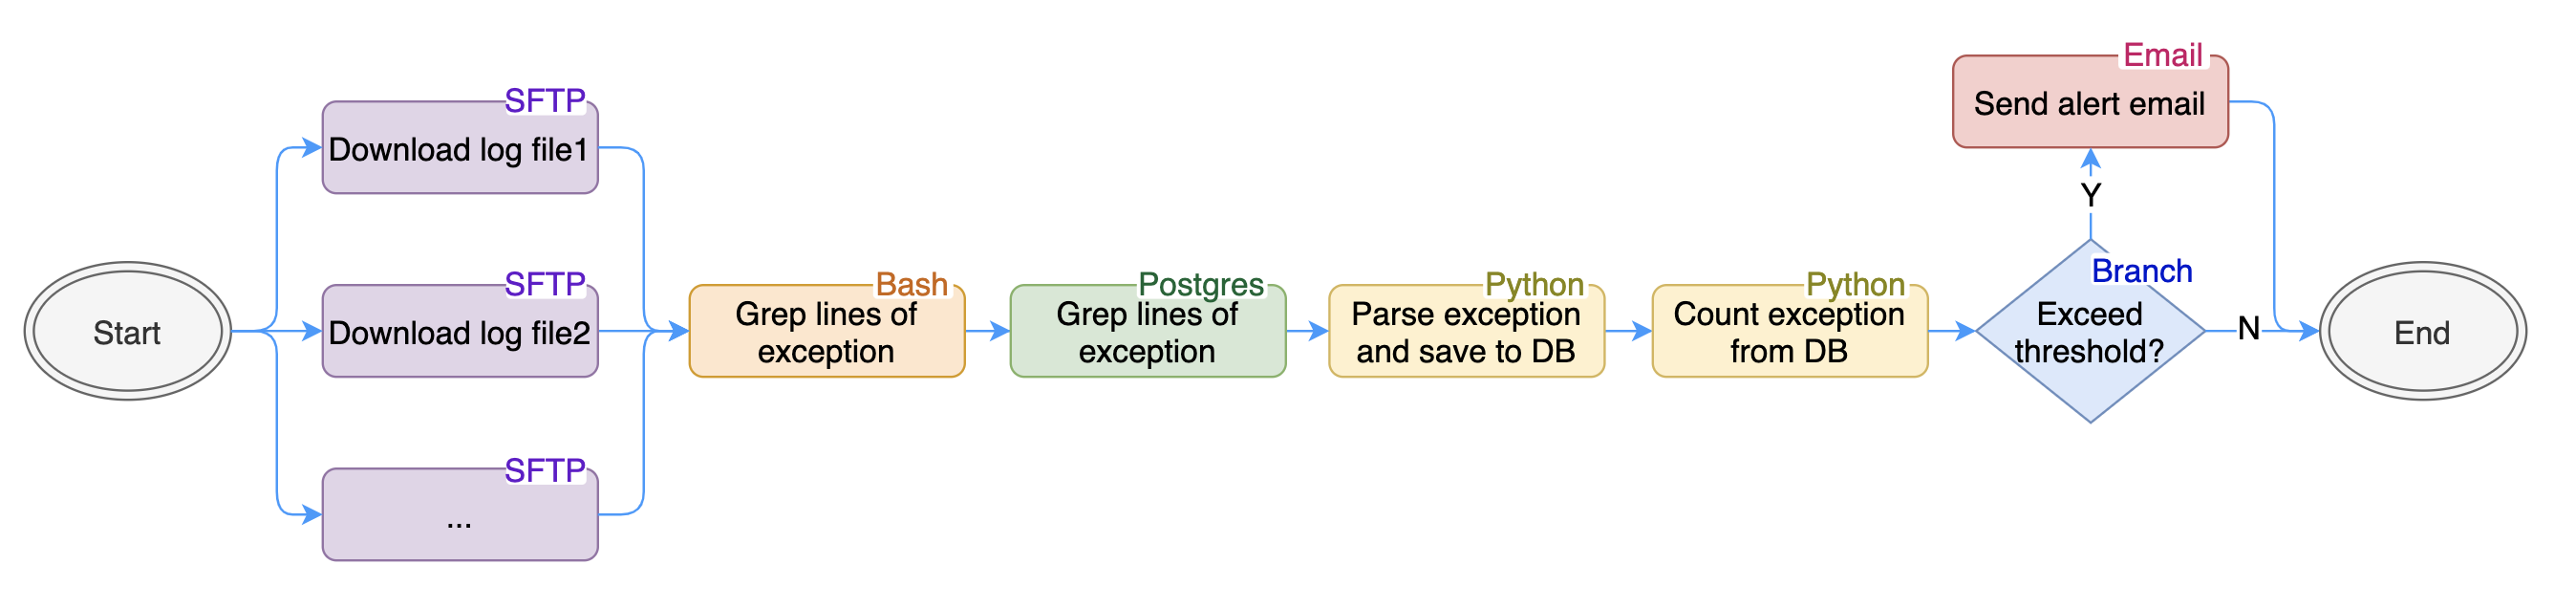 Start
SFTP
Download log file1
SFTP
Download log file2
SFTP
...
Bash
Grep lines of
exception
Postgres
Grep lines of
exception
Python
Parse exception
and save to DB
Python
Count exception
from DB
Branch
Exceed
threshold?
Y
Email
Send alert email
N
End